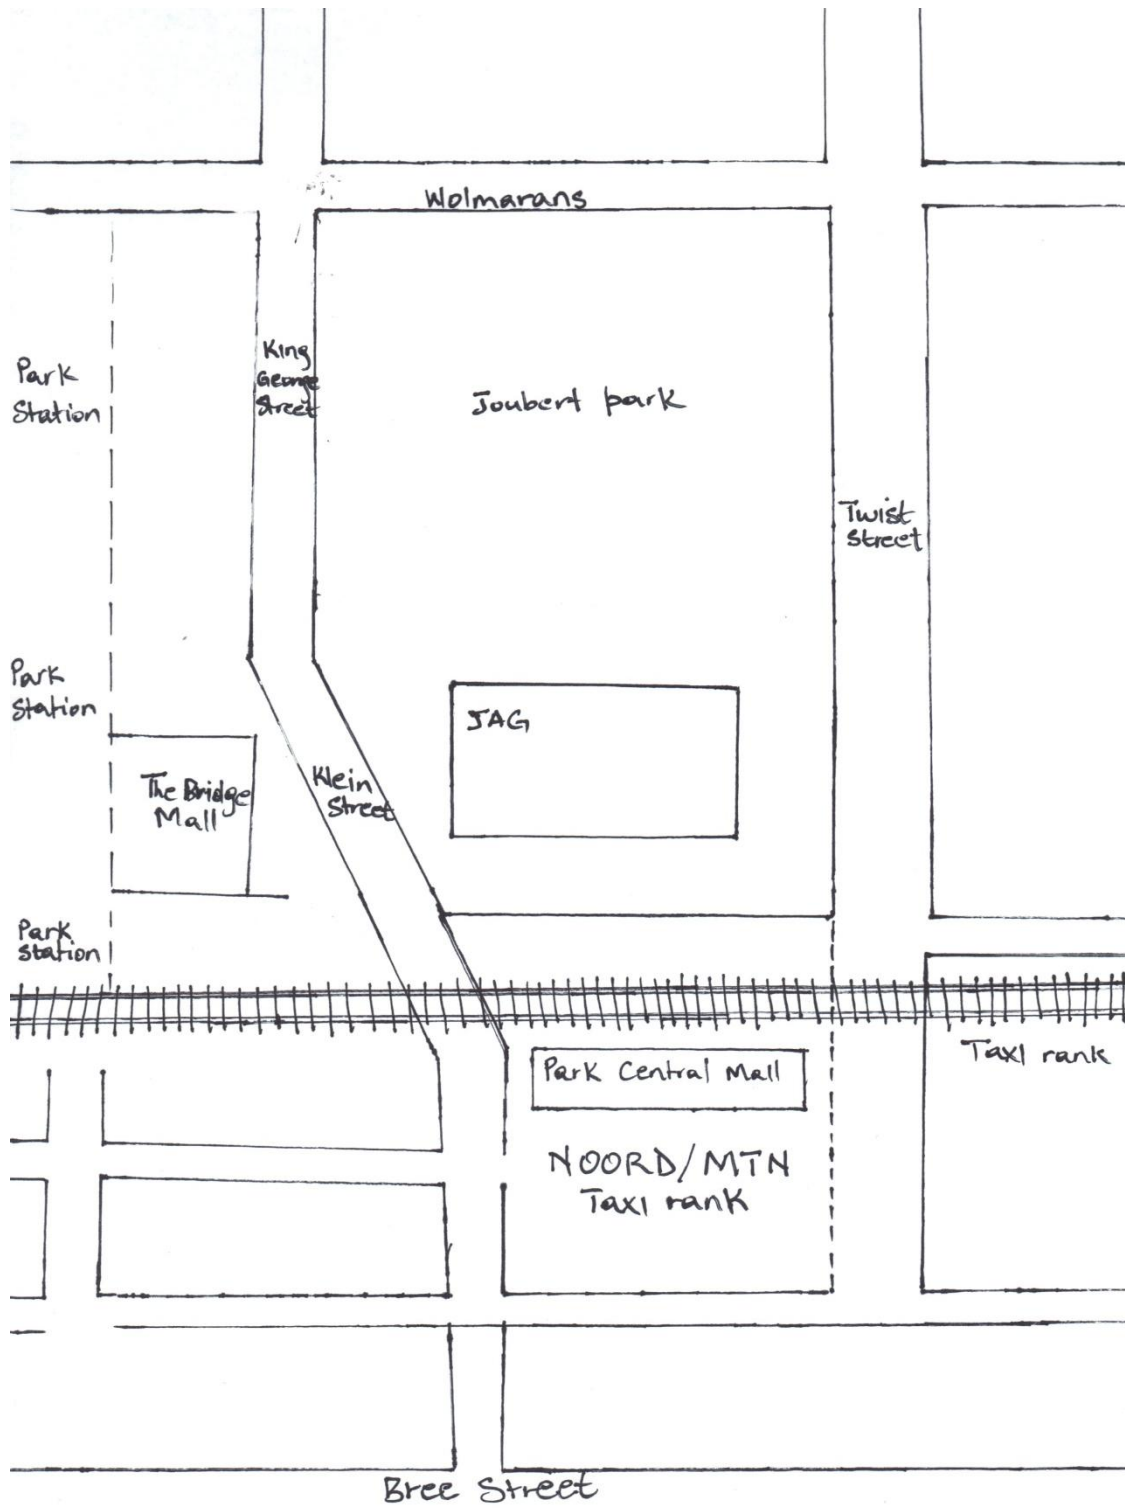 Wolmarans
King
George
Street
Park
Station
Joubert park
Twist
Street
Park
Station
JAG
The Bridge
Mall
Klein
Street
Park
Station
Park Central Mall
Taxi rank
NOORD/MTN
Taxi rank
Bree Street